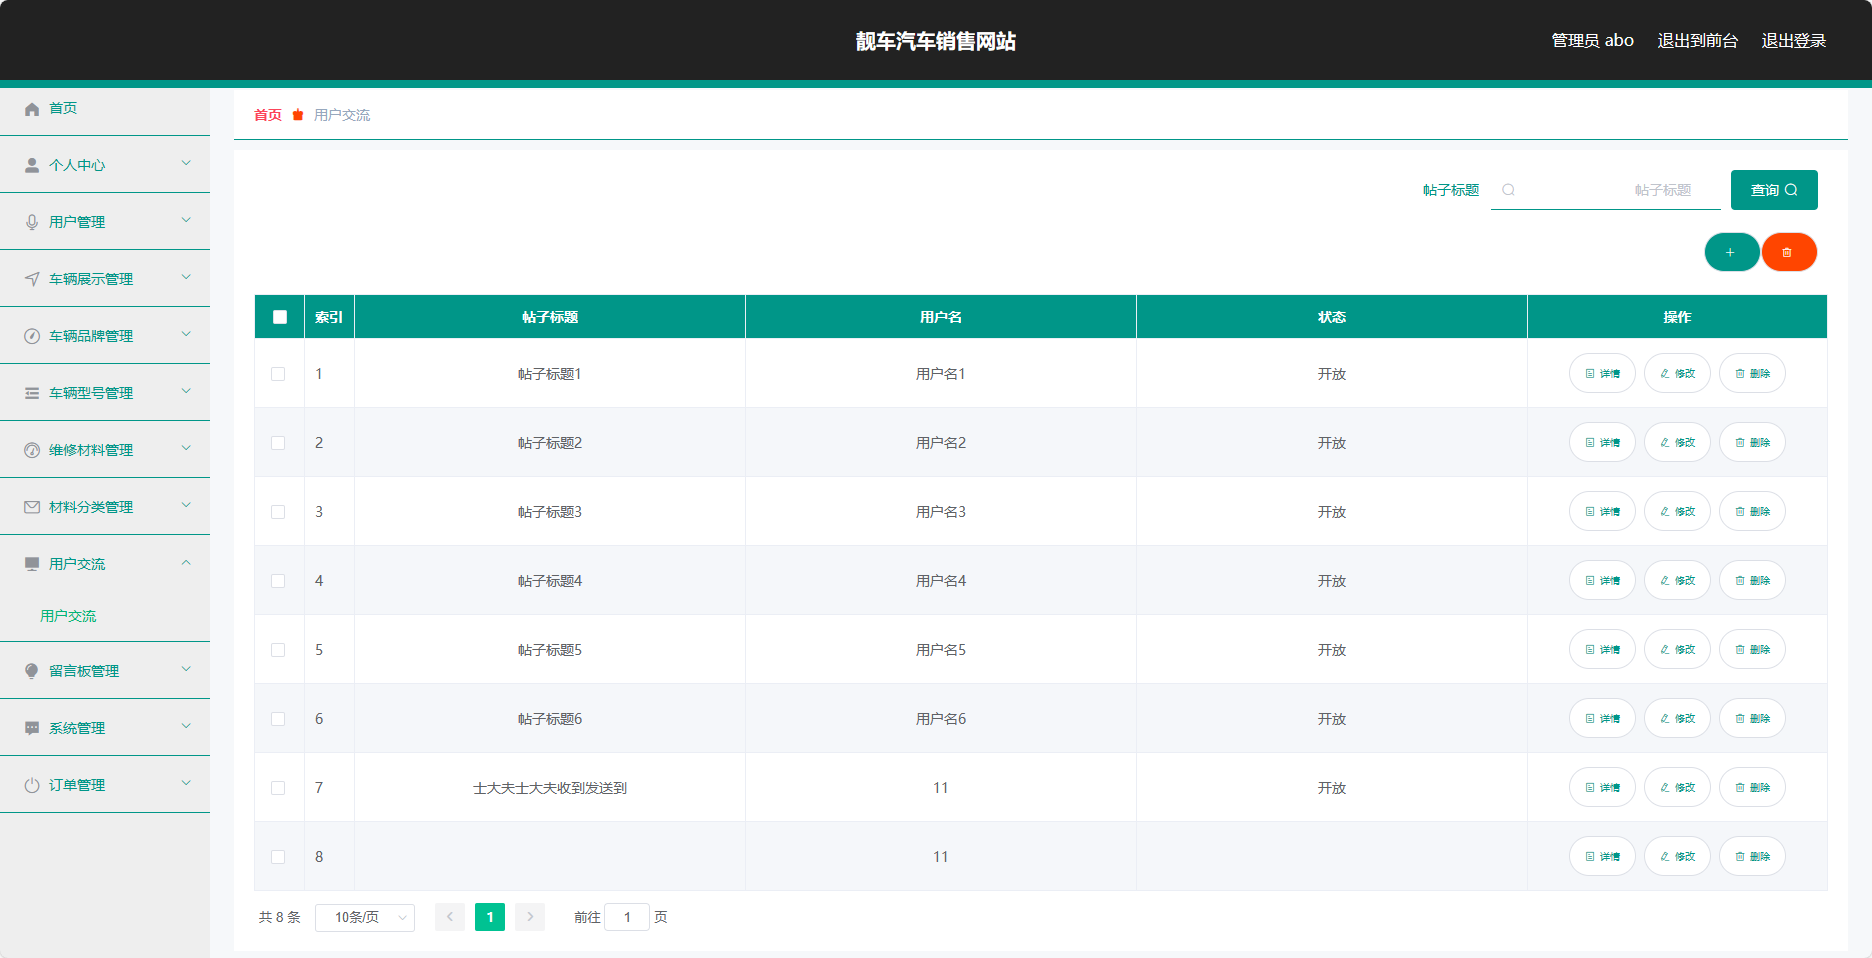 靓车汽车销售网站
管理员 abo 退出到前台 退出登录
首页
个人中心
用户管理
车辆展示管理
车辆品牌管理
车辆型号管理
维修材料管理
材料分类管理
用户交流
用户交流
留言板管理
系统管理
订单管理
首页 用户交流
帖子标题 帖子标题 查询
索引 帖子标题 用户名 状态 操作
1 帖子标题1 用户名1 开放 详情 修改 删除
2 帖子标题2 用户名2 开放 详情 修改 删除
3 帖子标题3 用户名3 开放 详情 修改 删除
4 帖子标题4 用户名4 开放 详情 修改 删除
5 帖子标题5 用户名5 开放 详情 修改 删除
6 帖子标题6 用户名6 开放 详情 修改 删除
7 士大夫士大夫收到发送到 11 开放 详情 修改 删除
8 11 详情 修改 删除
共 8 条 10条/页 1 前往 1 页